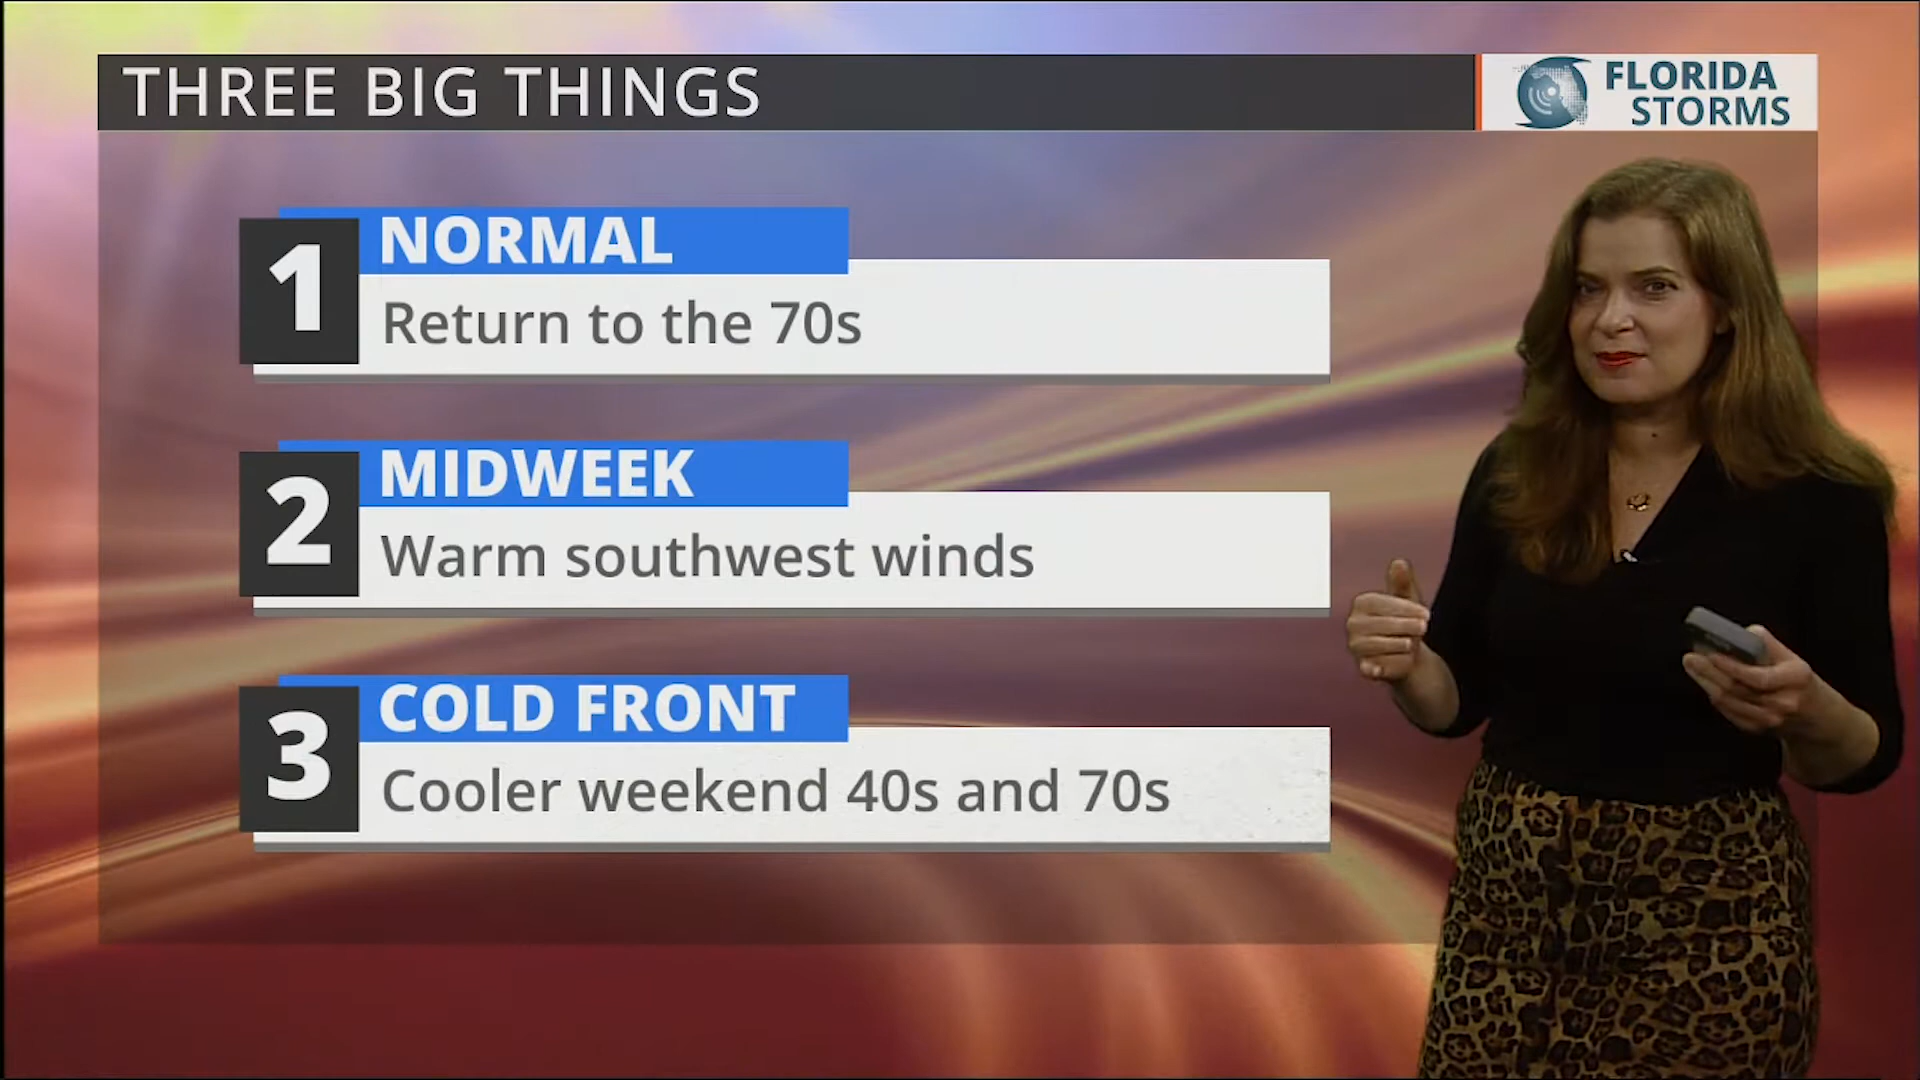 THREE BIG THINGS
FLORIDA
STORMS
1
NORMAL
Return to the 70s
2
MIDWEEK
Warm southwest winds
3
COLD FRONT
Cooler weekend 40s and 70s